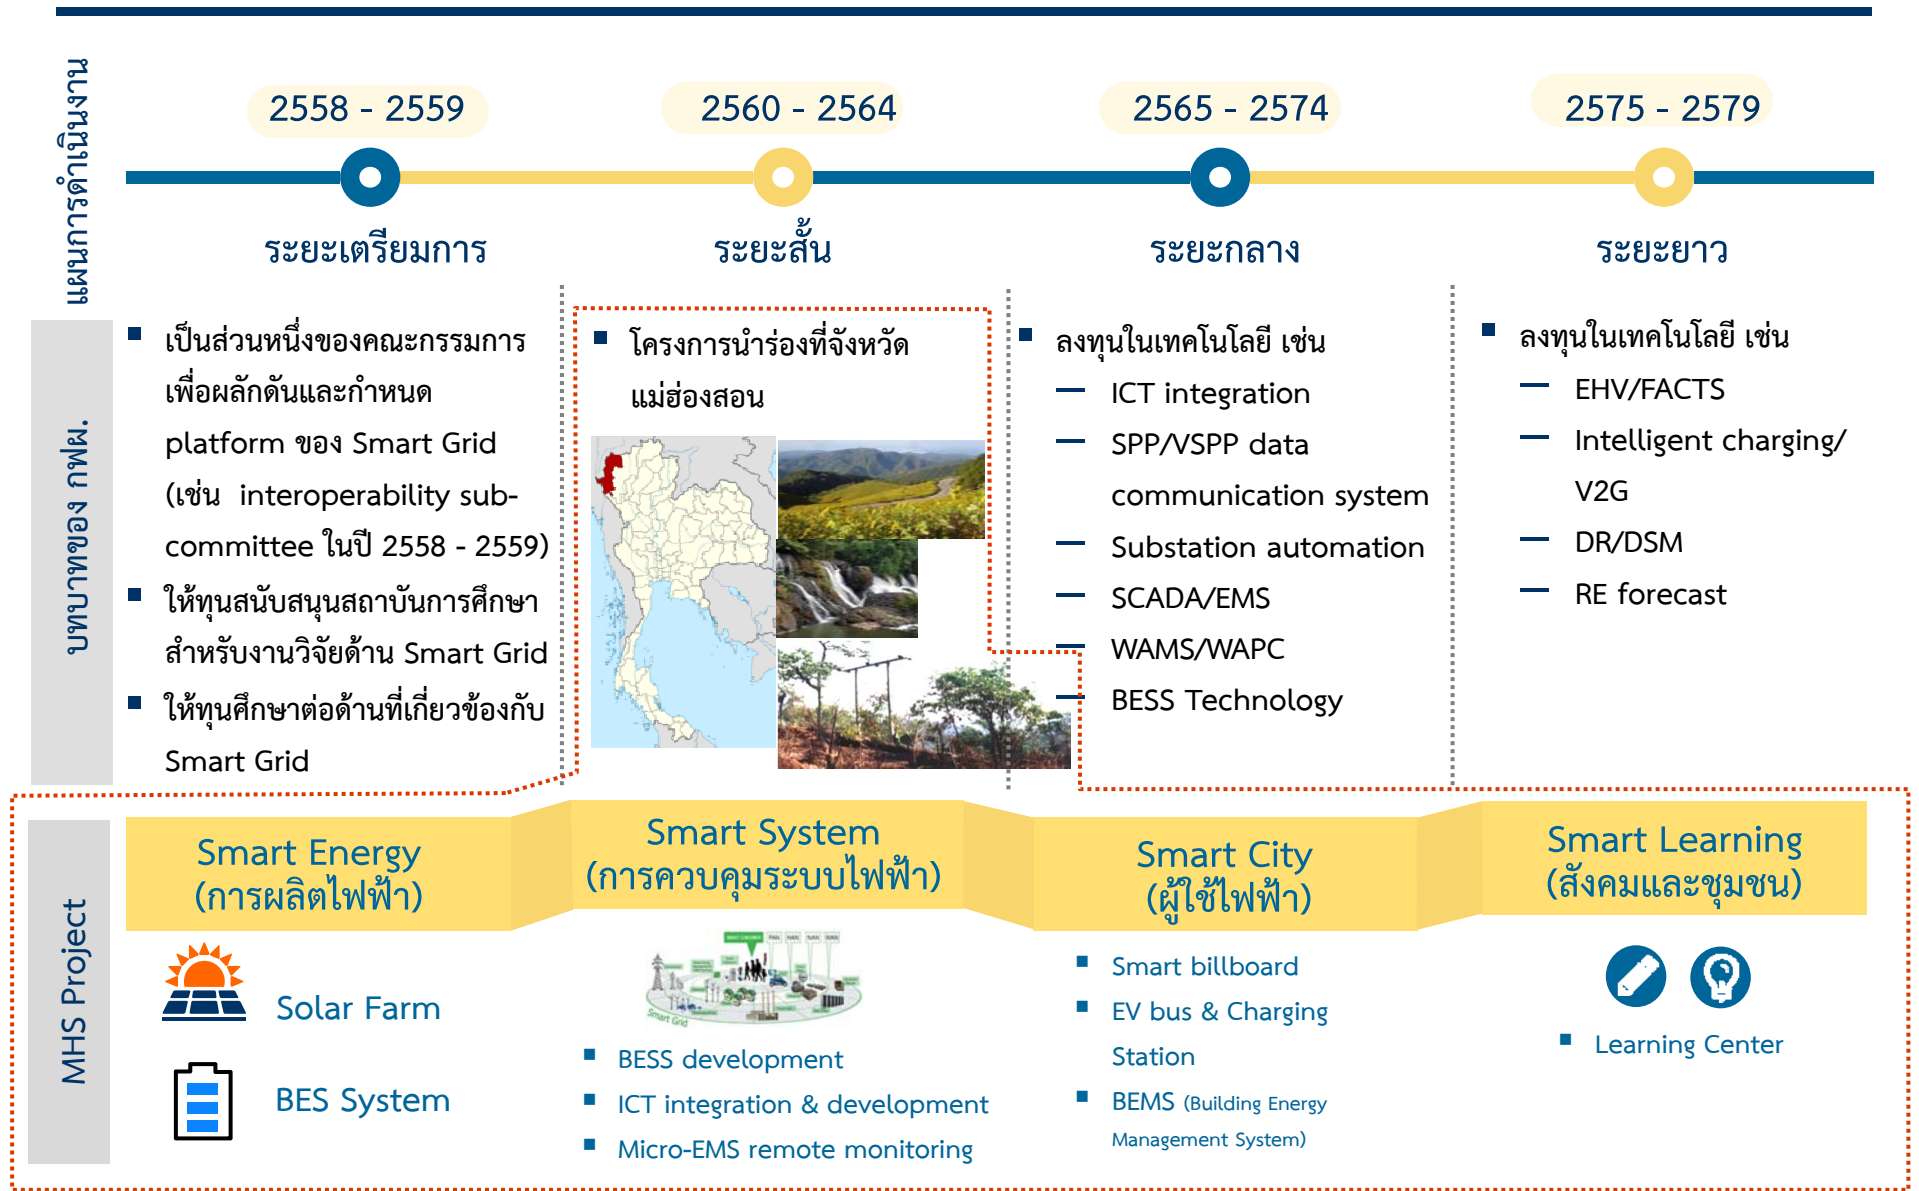 แผนการดำเนินงาน
2558 - 2559
2560 - 2564
2565 - 2574
2575 - 2579
ระยะเตรียมการ
ระยะสั้น
ระยะกลาง
ระยะยาว
บทบาทของ กฟผ.
เป็นส่วนหนึ่งของคณะกรรมการ
เพื่อผลักดันและกำหนด
platform ของ Smart Grid
(เช่น interoperability sub-
committee ในปี 2558 - 2559)
ให้ทุนสนับสนุนสถาบันการศึกษา
สำหรับงานวิจัยด้าน Smart Grid
ให้ทุนศึกษาต่อด้านที่เกี่ยวข้องกับ
Smart Grid
โครงการนำร่องที่จังหวัด
แม่ฮ่องสอน
ลงทุนในเทคโนโลยี เช่น
ICT integration
SPP/VSPP data
communication system
Substation automation
SCADA/EMS
WAMS/WAPC
BESS Technology
ลงทุนในเทคโนโลยี เช่น
EHV/FACTS
Intelligent charging/
V2G
DR/DSM
RE forecast
MHS Project
Smart Energy
(การผลิตไฟฟ้า)
Solar Farm
BES System
Smart System
(การควบคุมระบบไฟฟ้า)
Smart Grid
BESS development
ICT integration & development
Micro-EMS remote monitoring
Smart City
(ผู้ใช้ไฟฟ้า)
Smart billboard
EV bus & Charging
Station
BEMS (Building Energy
Management System)
Smart Learning
(สังคมและชุมชน)
Learning Center